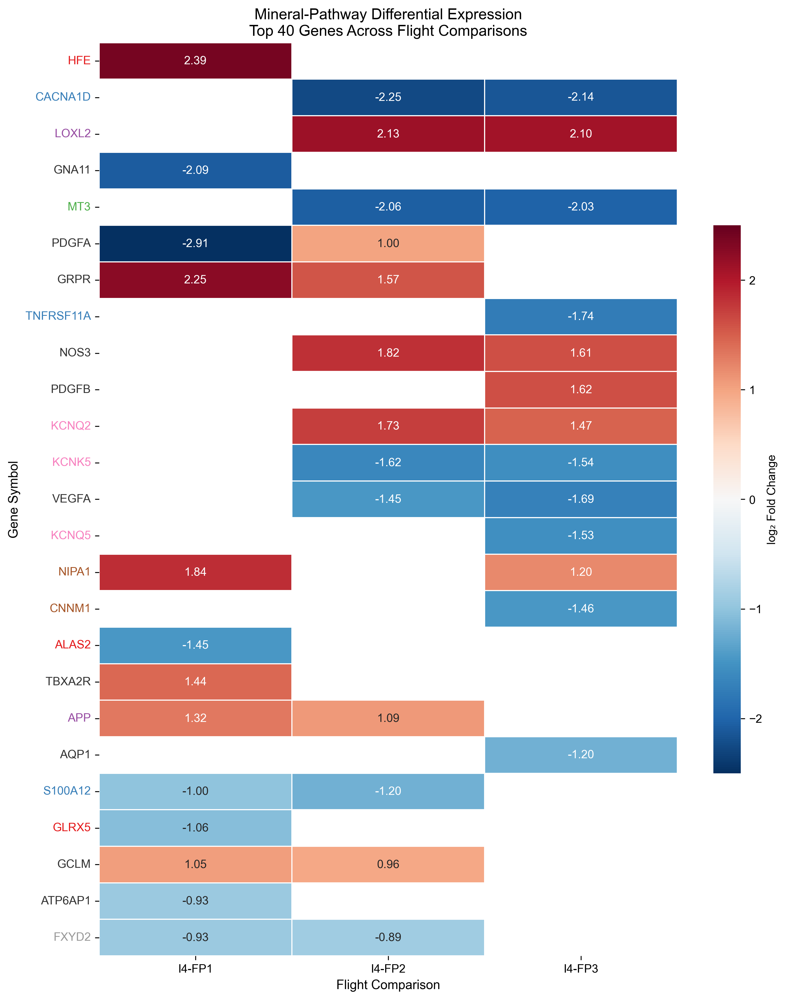 Mineral-Pathway Differential Expression
Top 40 Genes Across Flight Comparisons
HFE 2.39
CACNA1D -2.25 -2.14
LOXL2 2.13 2.10
GNA11 -2.09
MT3 -2.06 -2.03
PDGFA -2.91 1.00
GRPR 2.25 1.57
TNFRSF11A -1.74
NOS3 1.82 1.61
PDGFB 1.62
KCNQ2 1.73 1.47
KCNK5 -1.62 -1.54
VEGFA -1.45 -1.69
KCNQ5 -1.53
NIPA1 1.84 1.20
CNNM1 -1.46
ALAS2 -1.45
TBXA2R 1.44
APP 1.32 1.09
AQP1 -1.20
S100A12 -1.00 -1.20
GLRX5 -1.06
GCLM 1.05 0.96
ATP6AP1 -0.93
FXYD2 -0.93 -0.89
I4-FP1 I4-FP2 I4-FP3
Flight Comparison
Gene Symbol
2
1
0
−1
−2
log₂ Fold Change